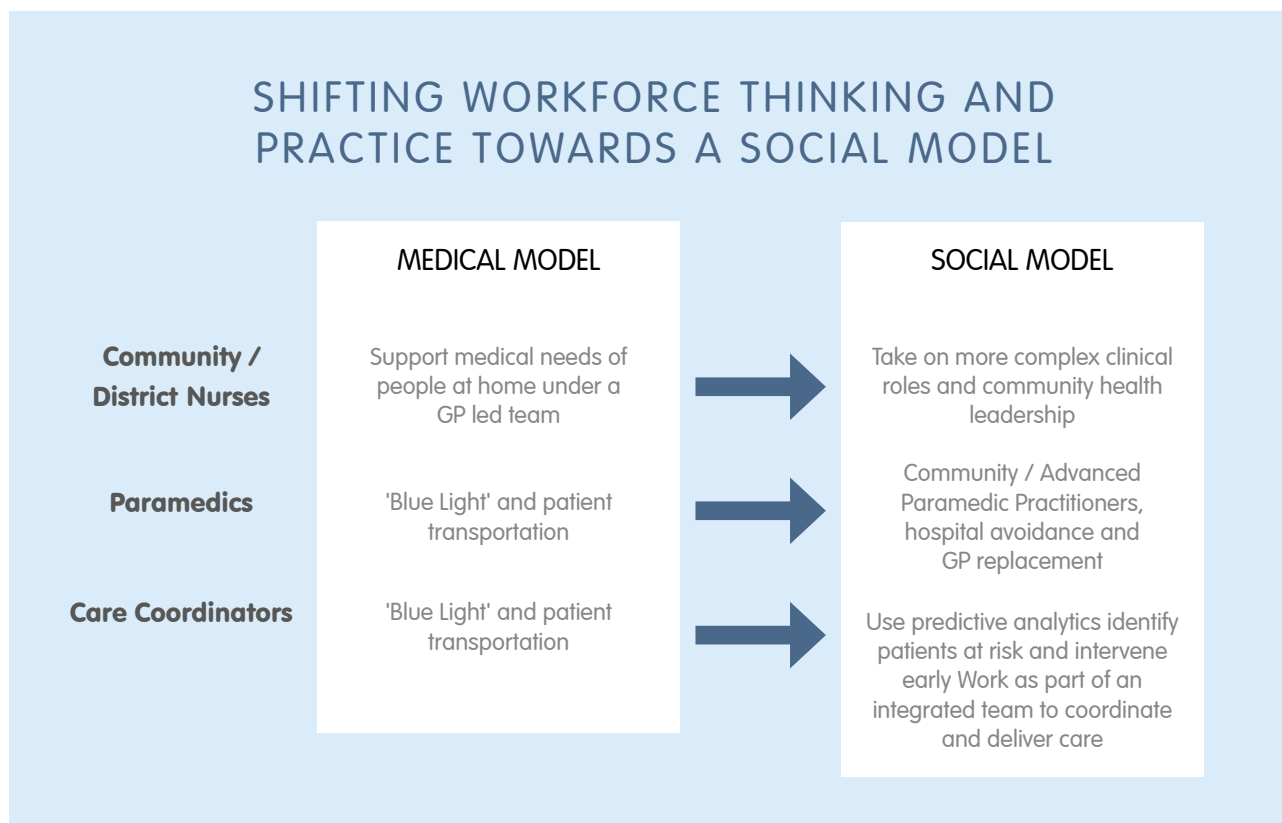 SHIFTING WORKFORCE THINKING AND
PRACTICE TOWARDS A SOCIAL MODEL
MEDICAL MODEL
SOCIAL MODEL
Community /
District Nurses
Support medical needs of
people at home under a
GP led team
Take on more complex clinical
roles and community health
leadership
Paramedics
'Blue Light' and patient
transportation
Community / Advanced
Paramedic Practitioners,
hospital avoidance and
GP replacement
Care Coordinators
'Blue Light' and patient
transportation
Use predictive analytics identify
patients at risk and intervene
early Work as part of an
integrated team to coordinate
and deliver care